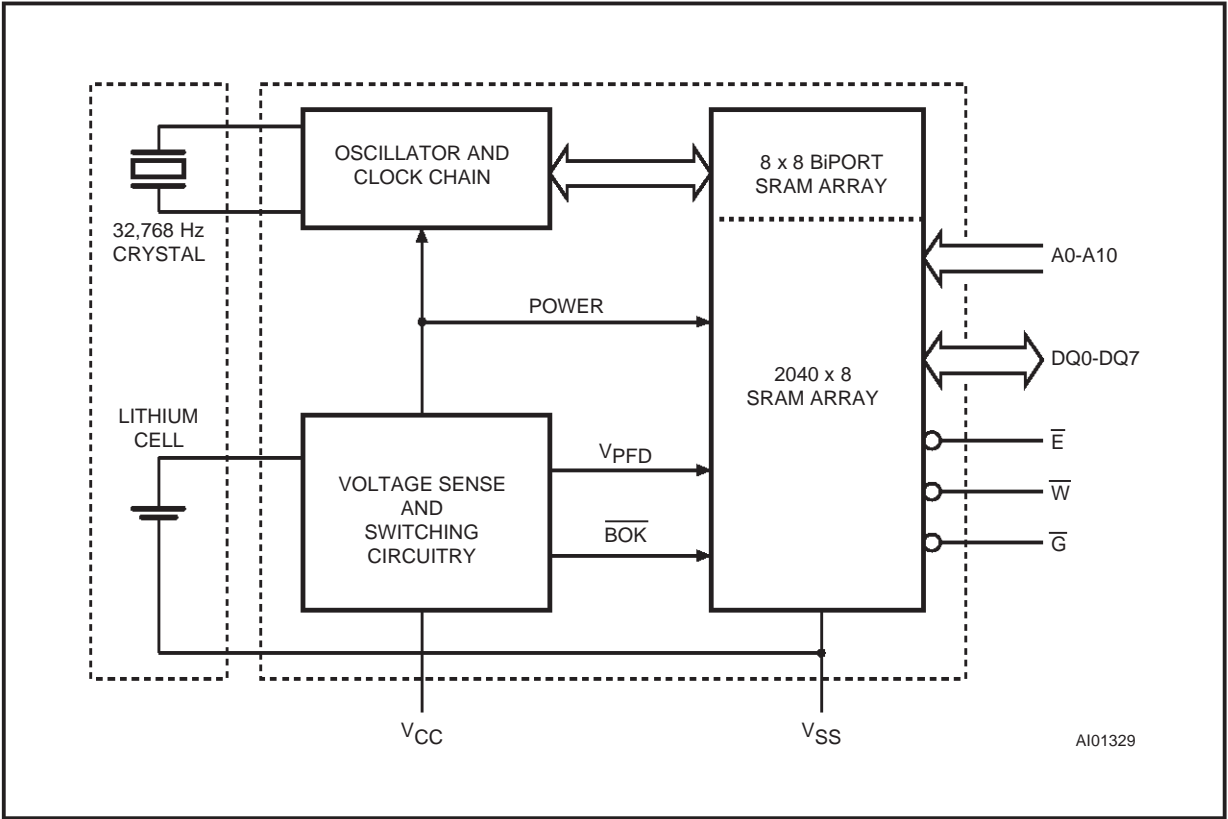 OSCILLATOR AND
CLOCK CHAIN
8 x 8 BiPORT
SRAM ARRAY
32,768 Hz
CRYSTAL
A0-A10
POWER
DQ0-DQ7
2040 x 8
SRAM ARRAY
LITHIUM
CELL
VOLTAGE SENSE
AND
SWITCHING
CIRCUITRY
VPFD
B̅O̅K̅
E̅
W̅
G̅
VCC
VSS
AI01329